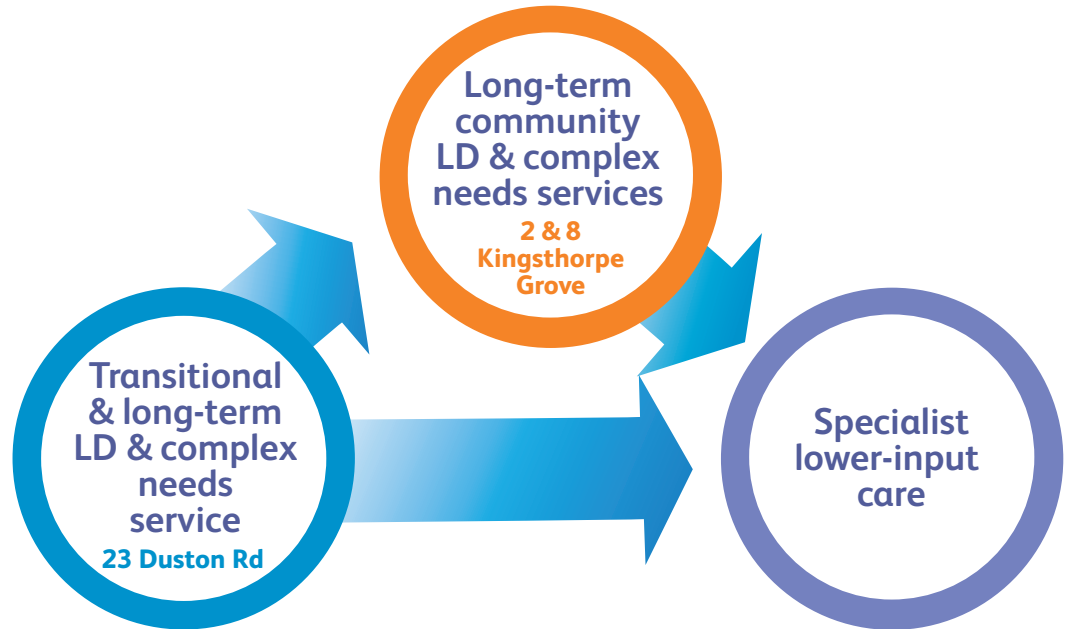 Long-term
community
LD & complex
needs services
2 & 8
Kingsthorpe
Grove
Transitional
& long-term
LD & complex
needs
service
23 Duston Rd
Specialist
lower-input
care